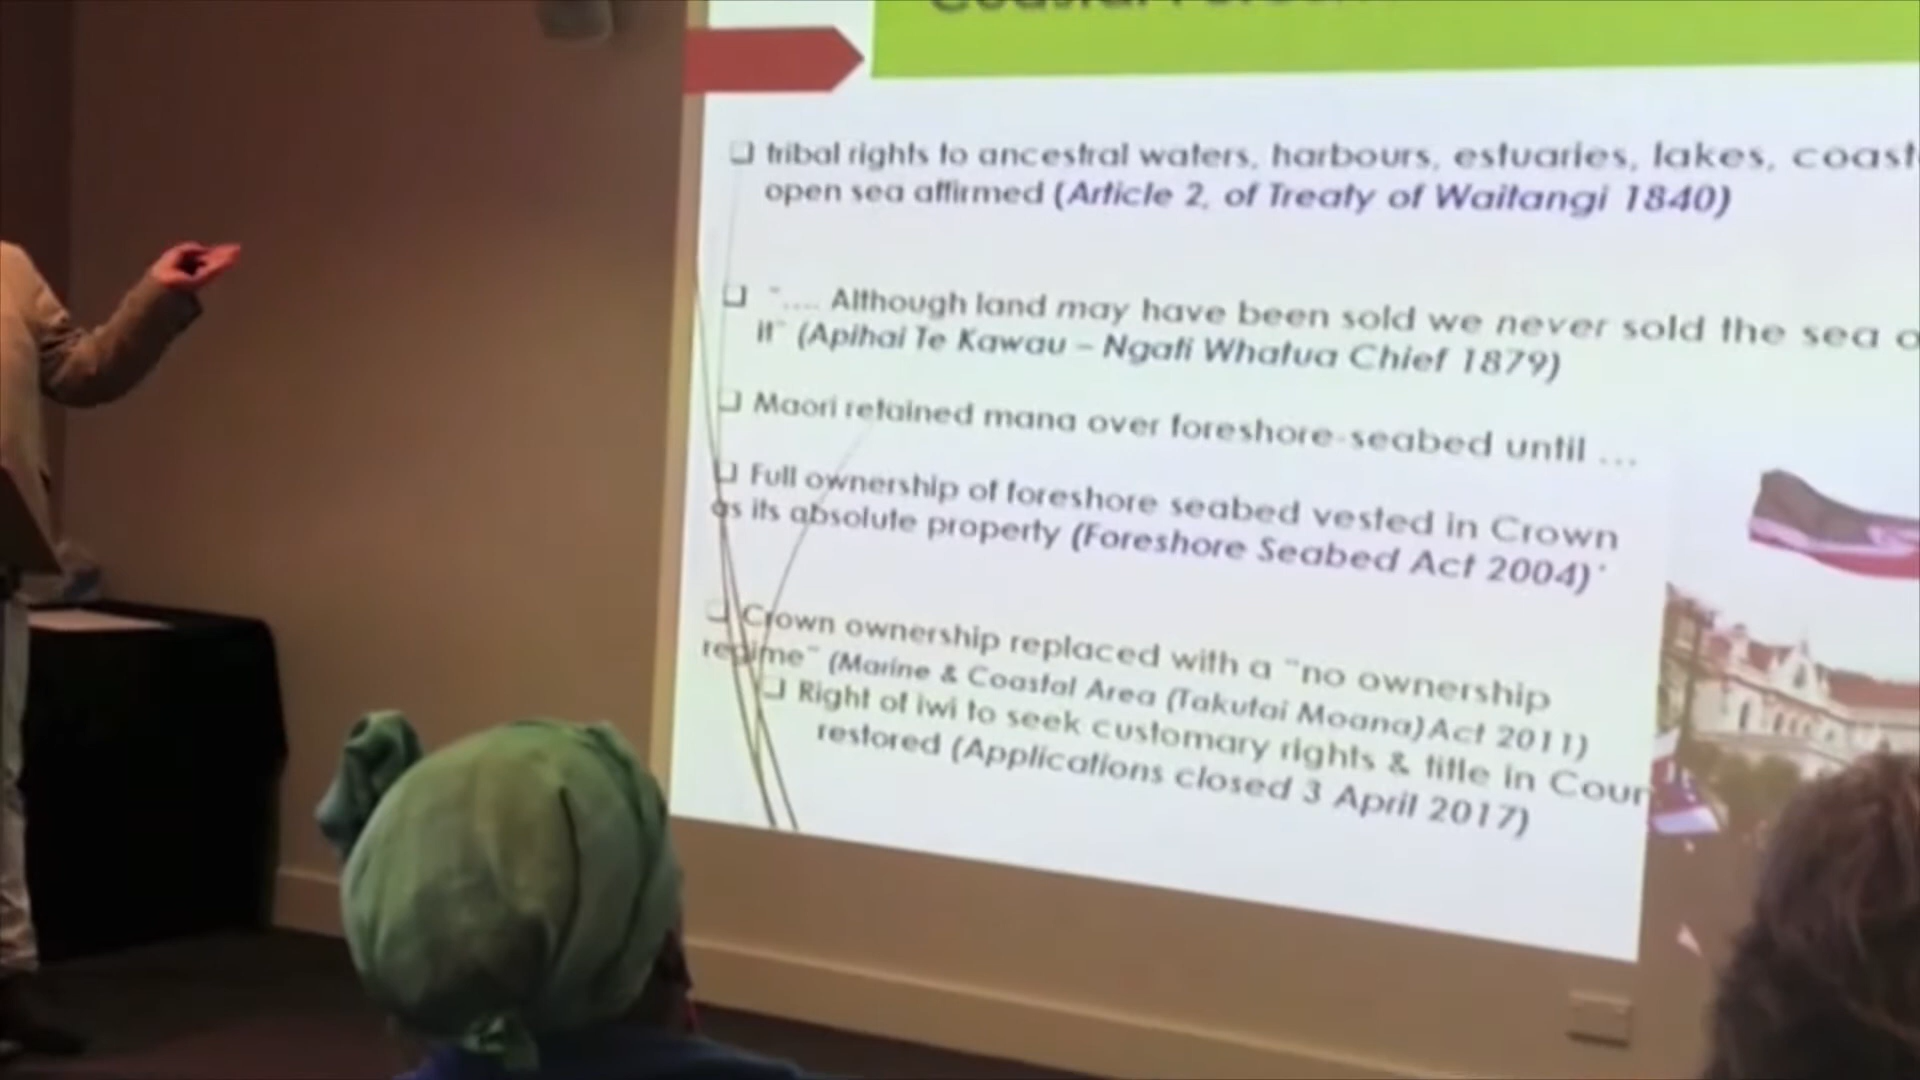 Coastal
tribal rights to ancestral waters, harbours, estuaries, lakes,
open sea affirmed (Article 2, of Treaty of Waitangi 1840)
".... Although land may have been sold we never sold the sea
it" (Apihai Te Kawau – Ngati Whatua Chief 1879)
Maori retained mana over foreshore-seabed until ...
Full ownership of foreshore seabed vested in Crown
as its absolute property (Foreshore Seabed Act 2004)'
Crown ownership replaced with a "no ownership
regime" (Marine & Coastal Area (Takutai Moana)Act 2011)
Right of iwi to seek customary rights & title in
restored (Applications closed 3 April 2017)